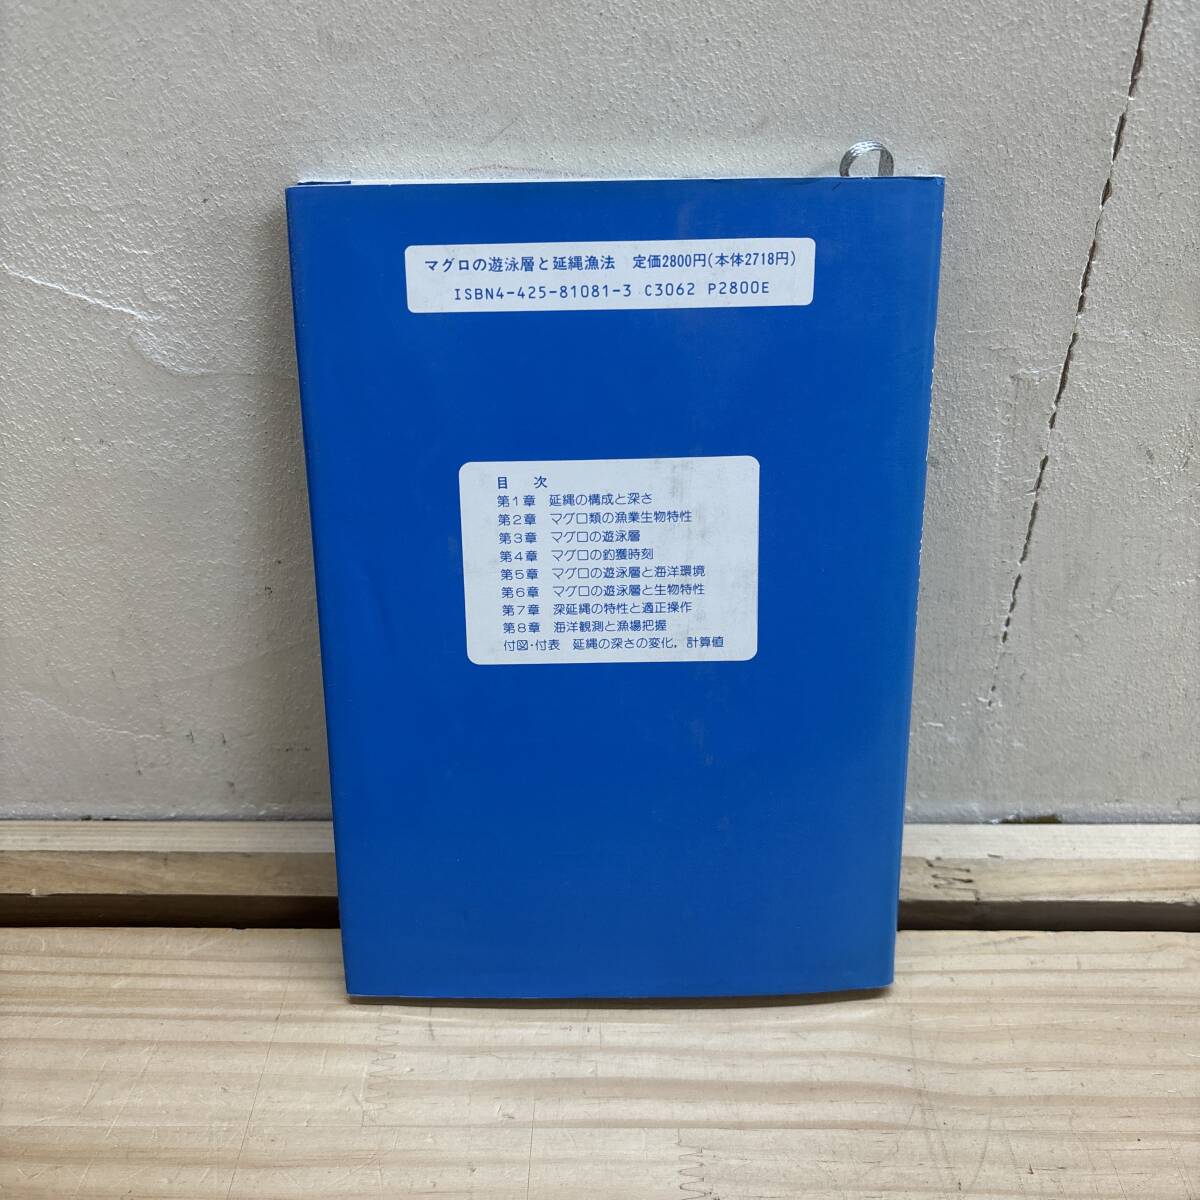 マグロの遊泳層と延縄漁法 定価2800円(本体2718円)
ISBN4-425-81081-3 C3062 P2800E
目 次
第1章 延縄の構成と深さ
第2章 マグロ類の漁業生物特性
第3章 マグロの遊泳層
第4章 マグロの釣獲時刻
第5章 マグロの遊泳層と海洋環境
第6章 マグロの遊泳層と生物特性
第7章 深延縄の特性と適正操作
第8章 海洋観測と漁場把握
付図・付表 延縄の深さの変化，計算値